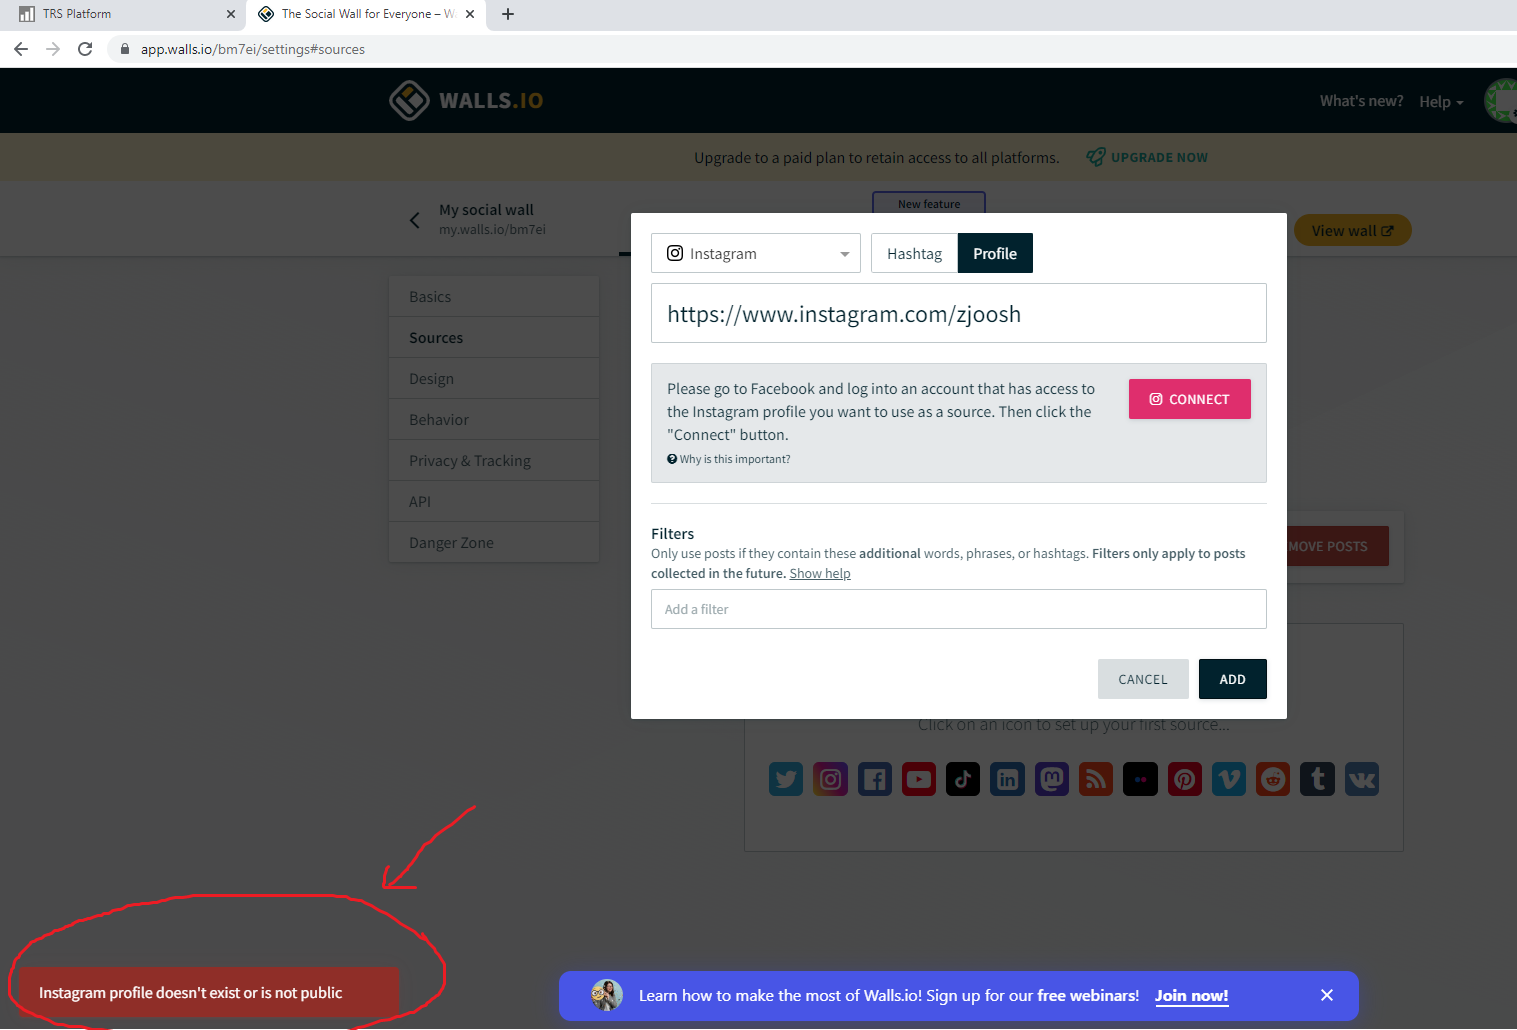 TRS Platform
The Social Wall for Everyone – W
app.walls.io/bm7ei/settings#sources
WALLS.IO
What's new?
Help
Upgrade to a paid plan to retain access to all platforms.
UPGRADE NOW
My social wall
my.walls.io/bm7ei
New feature
View wall
Basics
Sources
Design
Behavior
Privacy & Tracking
API
Danger Zone
Instagram
Hashtag
Profile
https://www.instagram.com/zjoosh
Please go to Facebook and log into an account that has access to
the Instagram profile you want to use as a source. Then click the
"Connect" button.
Why is this important?
CONNECT
Filters
Only use posts if they contain these additional words, phrases, or hashtags. Filters only apply to posts
collected in the future. Show help
Add a filter
CANCEL
ADD
MOVE POSTS
Click on an icon to set up your first source...
Instagram profile doesn't exist or is not public
Learn how to make the most of Walls.io! Sign up for our free webinars! Join now!